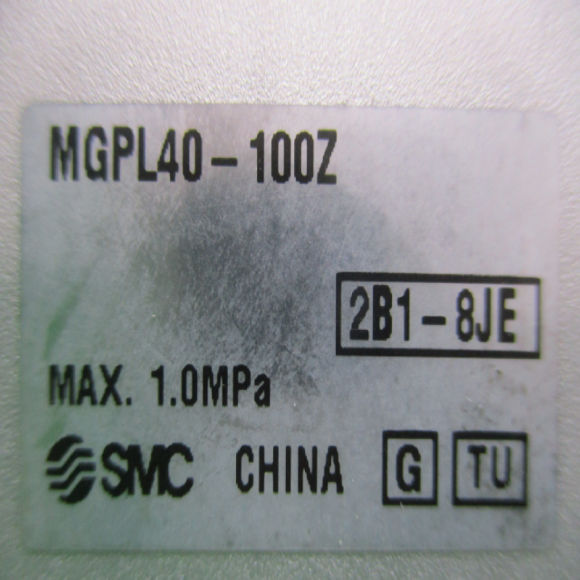 MGPL40-100Z
2B1-8JE
MAX. 1.0MPa
SMC CHINA G TU